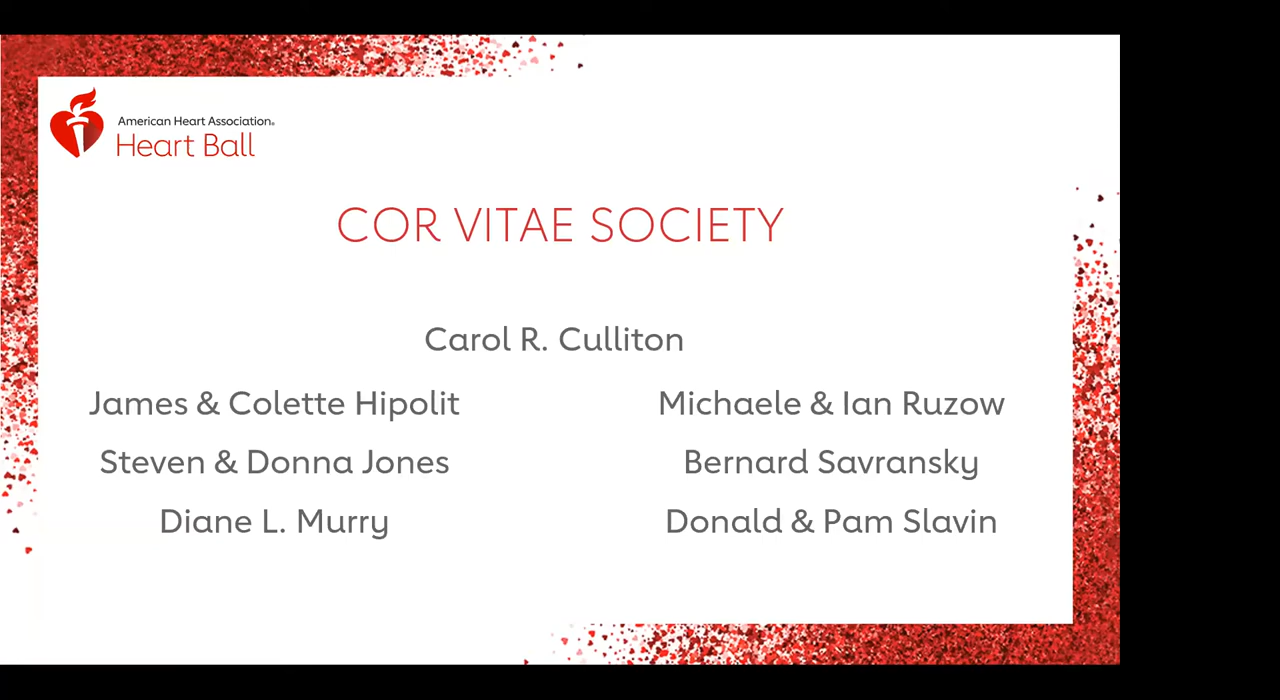 American Heart Association.
Heart Ball
COR VITAE SOCIETY
Carol R. Culliton
James & Colette Hipolit
Michaele & Ian Ruzow
Steven & Donna Jones
Bernard Savransky
Diane L. Murry
Donald & Pam Slavin